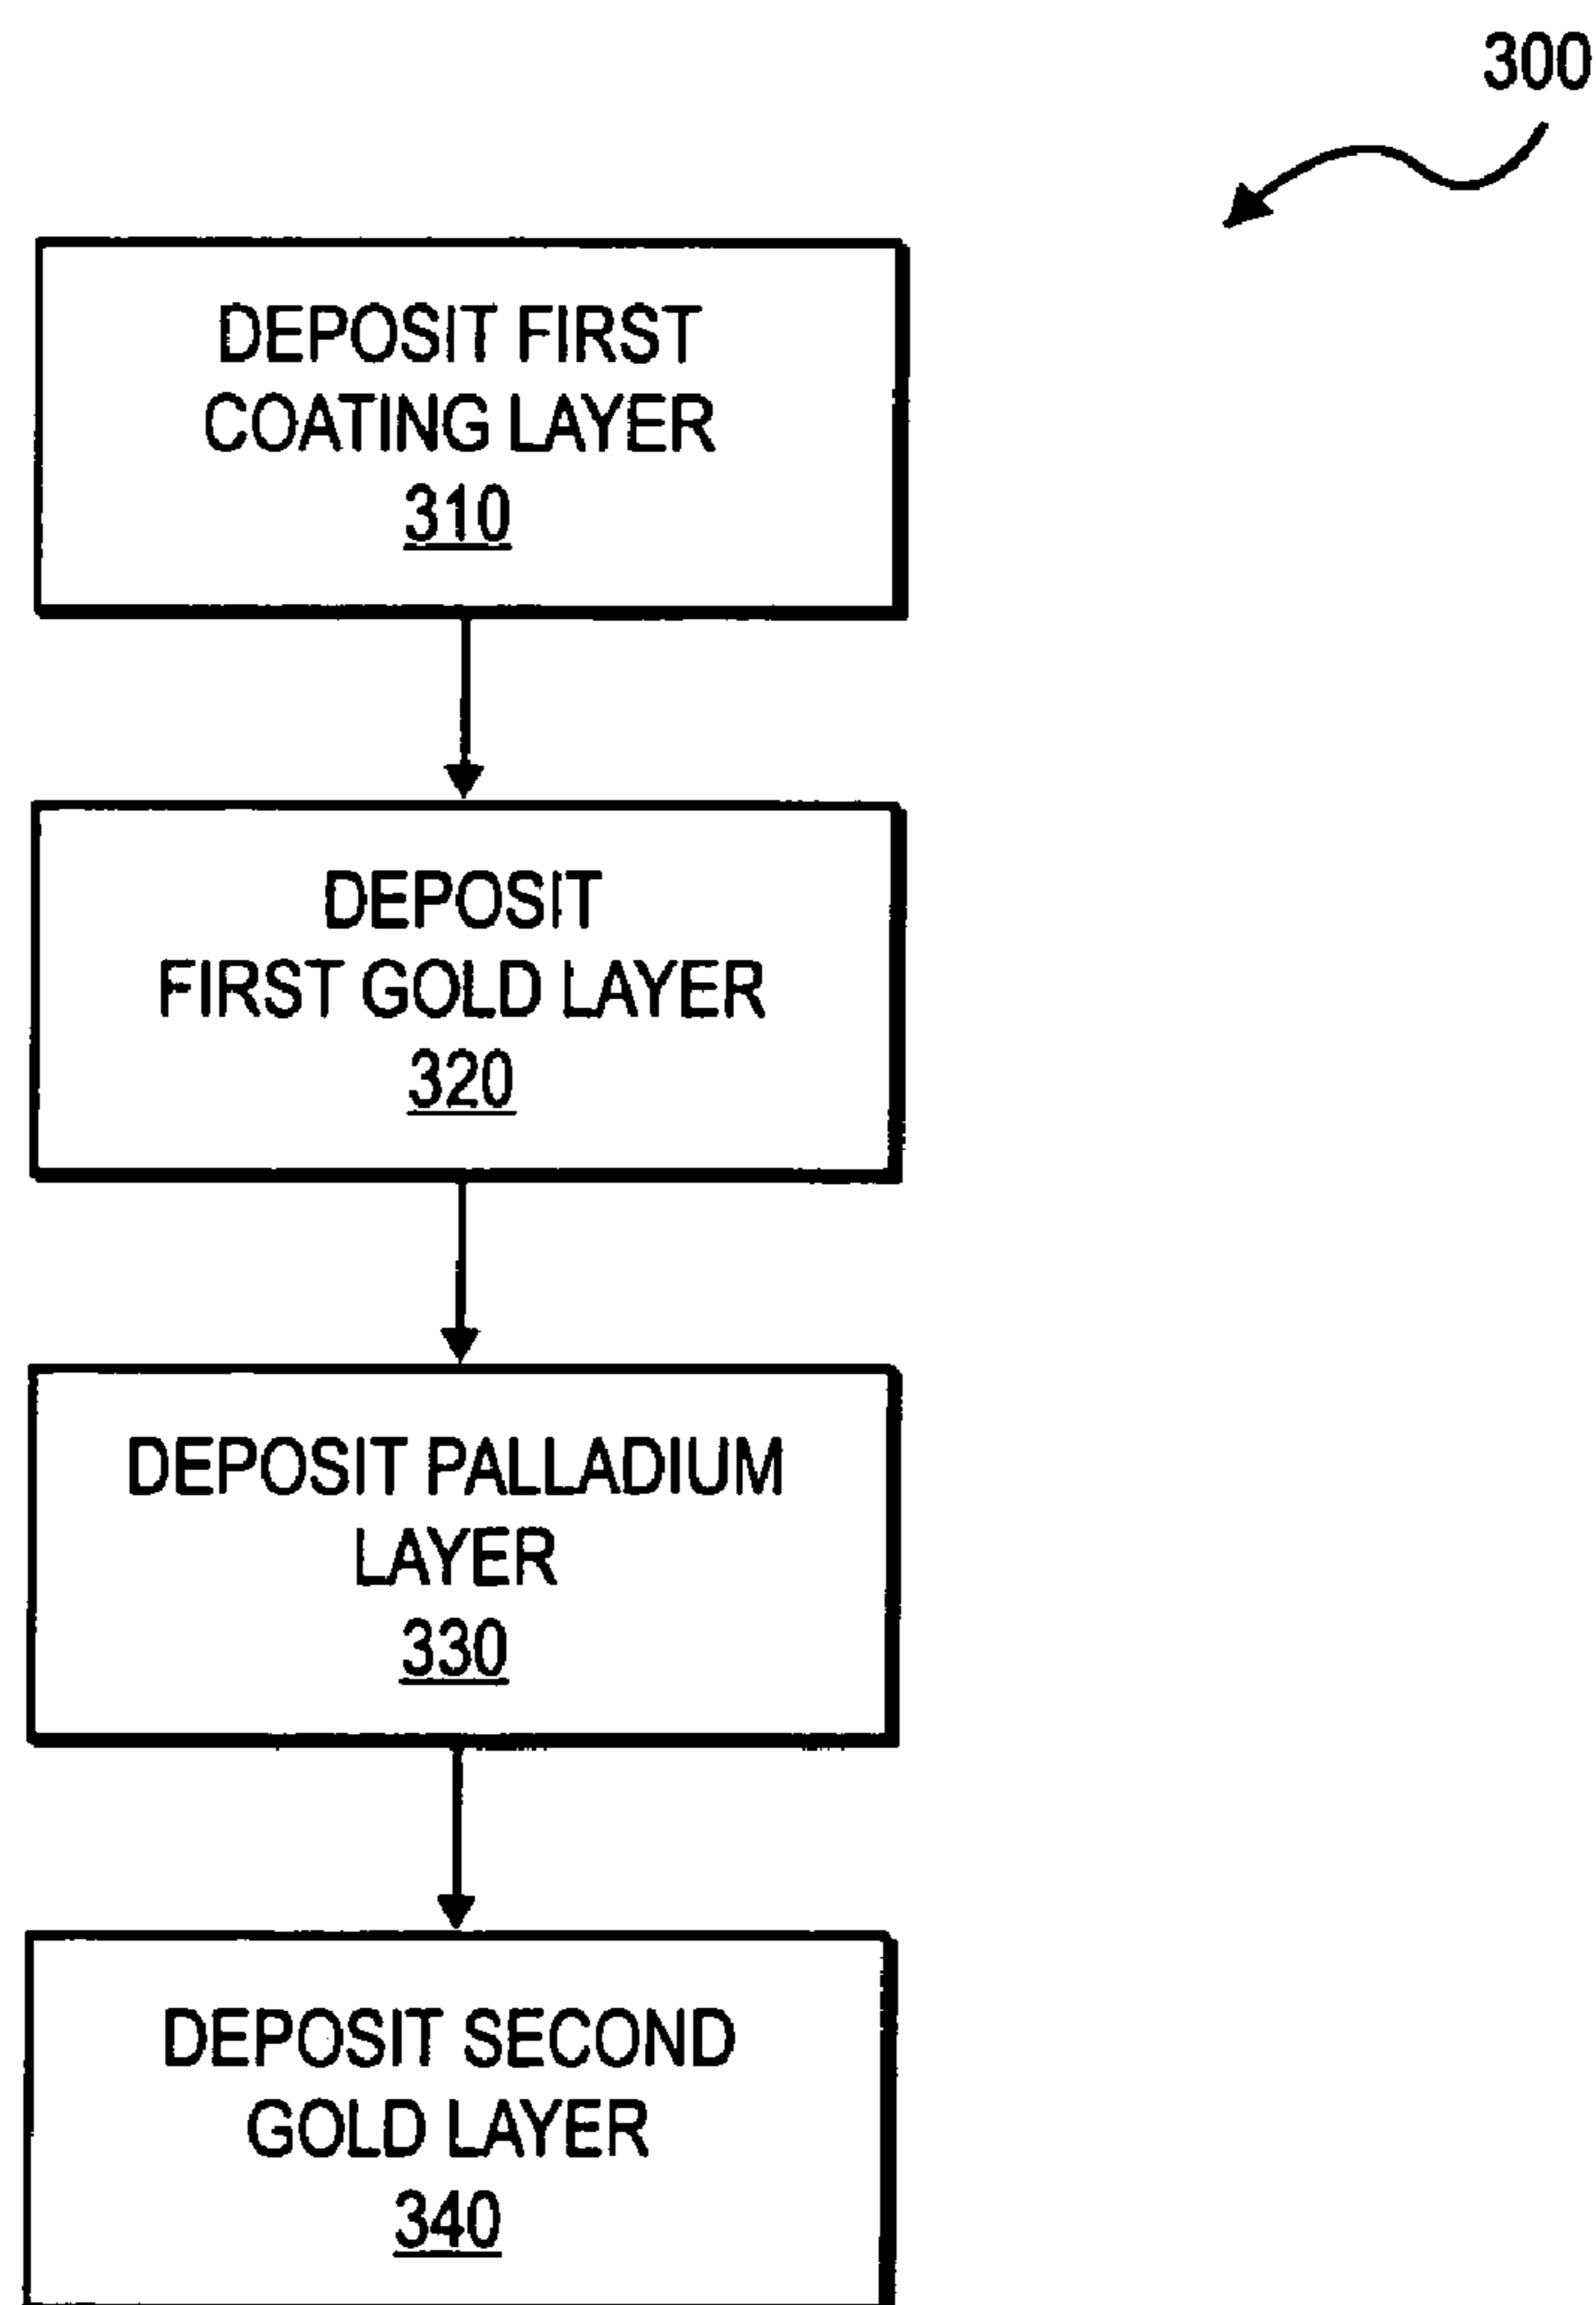 300
DEPOSIT FIRST
COATING LAYER
310
DEPOSIT
FIRST GOLD LAYER
320
DEPOSIT PALLADIUM
LAYER
330
DEPOSIT SECOND
GOLD LAYER
340